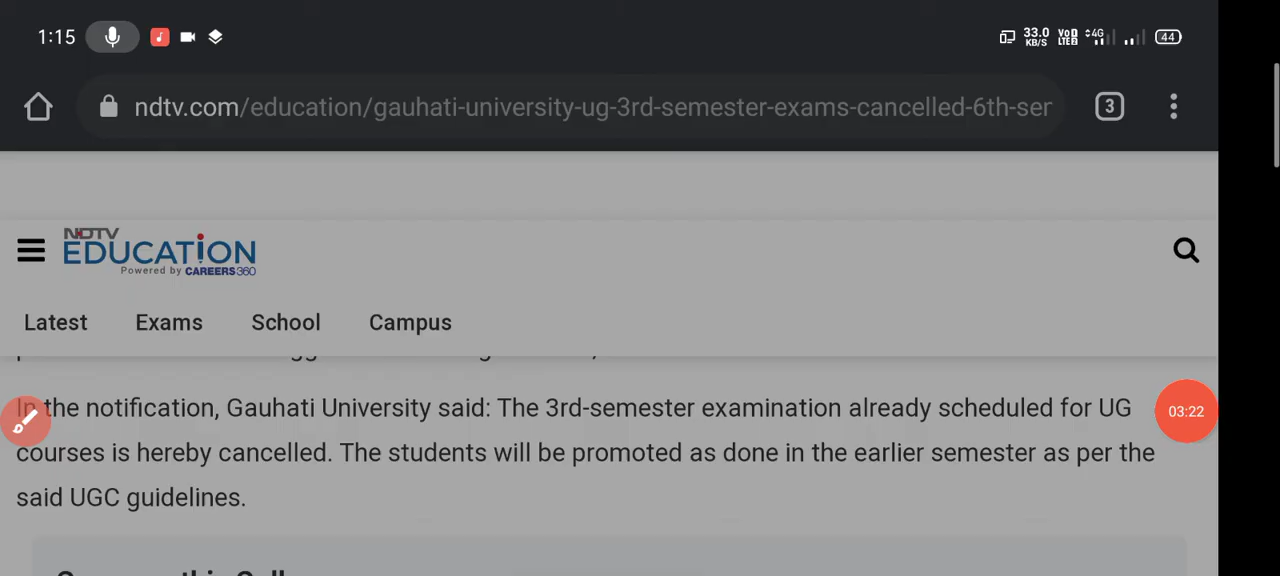 1:15 33.0 KB/S VoD LTE2 4G 44
ndtv.com/education/gauhati-university-ug-3rd-semester-exams-cancelled-6th-ser 3
NDTV
EDUCATION
Powered by CAREERS360
Latest Exams School Campus
In the notification, Gauhati University said: The 3rd-semester examination already scheduled for UG
03:22
courses is hereby cancelled. The students will be promoted as done in the earlier semester as per the
said UGC guidelines.